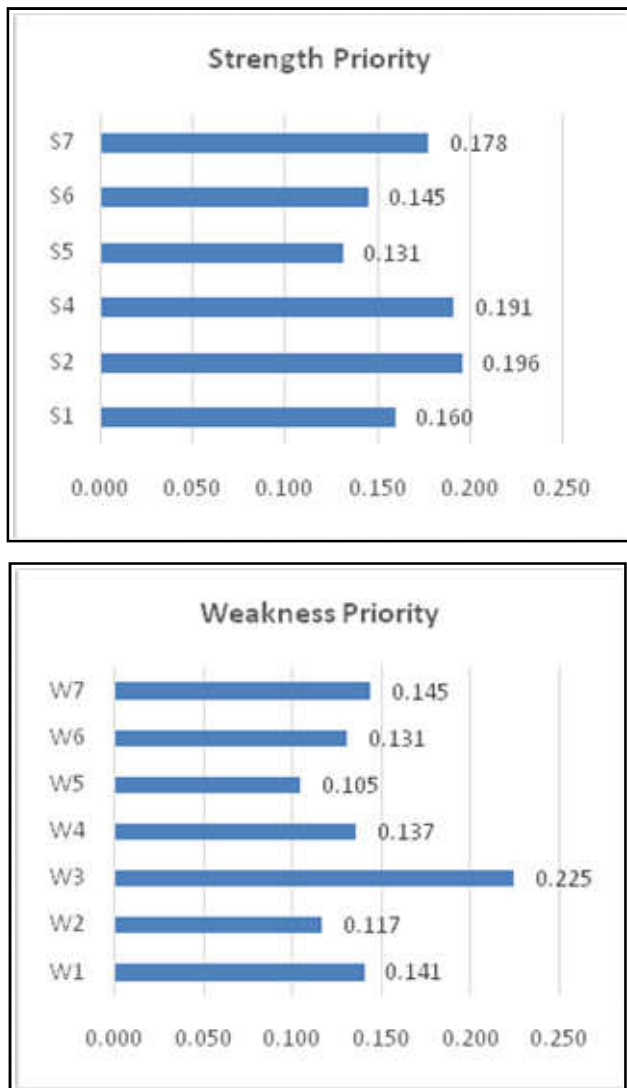 Strength Priority
S7 0.178
S6 0.145
S5 0.131
S4 0.191
S2 0.196
S1 0.160
0.000 0.050 0.100 0.150 0.200 0.250
Weakness Priority
W7 0.145
W6 0.131
W5 0.105
W4 0.137
W3 0.225
W2 0.117
W1 0.141
0.000 0.050 0.100 0.150 0.200 0.250